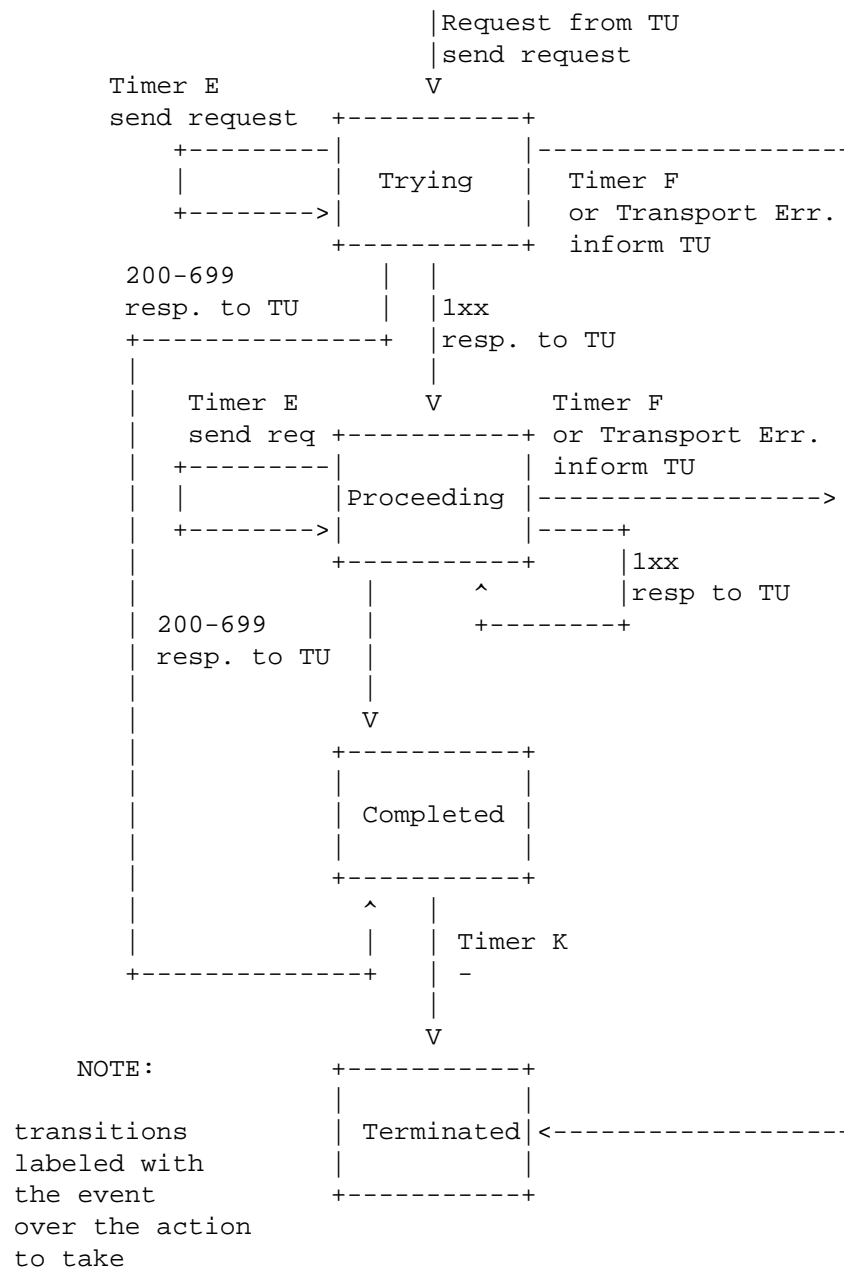 |Request from TU
|send request
Timer E V
send request +-----------+
+---------| |-------------------
| | Trying | Timer F
+-------->| | or Transport Err.
+-----------+ inform TU
200-699 | |
resp. to TU | |1xx
+---------------+ |resp. to TU
| |
| Timer E V Timer F
| send req +-----------+ or Transport Err.
| +---------| | inform TU
| | |Proceeding |------------------>
| +-------->| |-----+
| +-----------+ |1xx
| | ^ |resp to TU
| 200-699 | +--------+
| resp. to TU |
| |
| V
| +-----------+
| | |
| | Completed |
| | |
| +-----------+
| ^ |
| | | Timer K
+--------------+ | -
|
V
NOTE: +-----------+
| |
transitions | Terminated|<-------------------
labeled with | |
the event +-----------+
over the action
to take